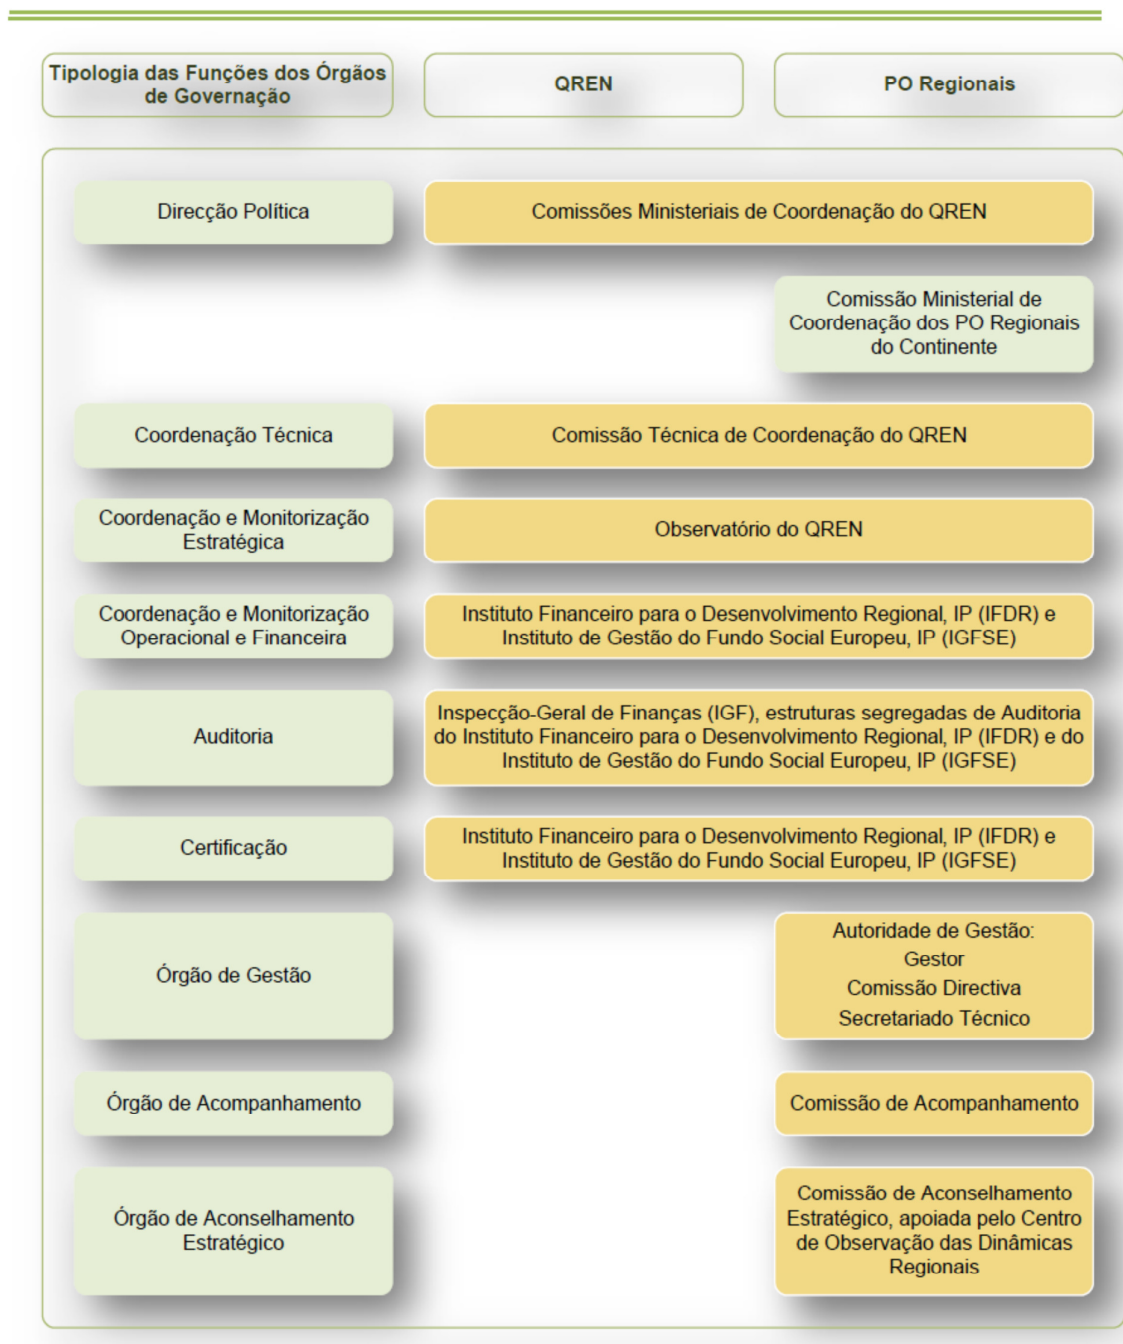 Tipologia das Funções dos Órgãos
de Governação
QREN
PO Regionais
Direcção Política
Comissões Ministeriais de Coordenação do QREN
Comissão Ministerial de
Coordenação dos PO Regionais
do Continente
Coordenação Técnica
Comissão Técnica de Coordenação do QREN
Coordenação e Monitorização
Estratégica
Observatório do QREN
Coordenação e Monitorização
Operacional e Financeira
Instituto Financeiro para o Desenvolvimento Regional, IP (IFDR) e
Instituto de Gestão do Fundo Social Europeu, IP (IGFSE)
Auditoria
Inspecção-Geral de Finanças (IGF), estruturas segregadas de Auditoria
do Instituto Financeiro para o Desenvolvimento Regional, IP (IFDR) e do
Instituto de Gestão do Fundo Social Europeu, IP (IGFSE)
Certificação
Instituto Financeiro para o Desenvolvimento Regional, IP (IFDR) e
Instituto de Gestão do Fundo Social Europeu, IP (IGFSE)
Órgão de Gestão
Autoridade de Gestão:
Gestor
Comissão Directiva
Secretariado Técnico
Órgão de Acompanhamento
Comissão de Acompanhamento
Órgão de Aconselhamento
Estratégico
Comissão de Aconselhamento
Estratégico, apoiada pelo Centro
de Observação das Dinâmicas
Regionais